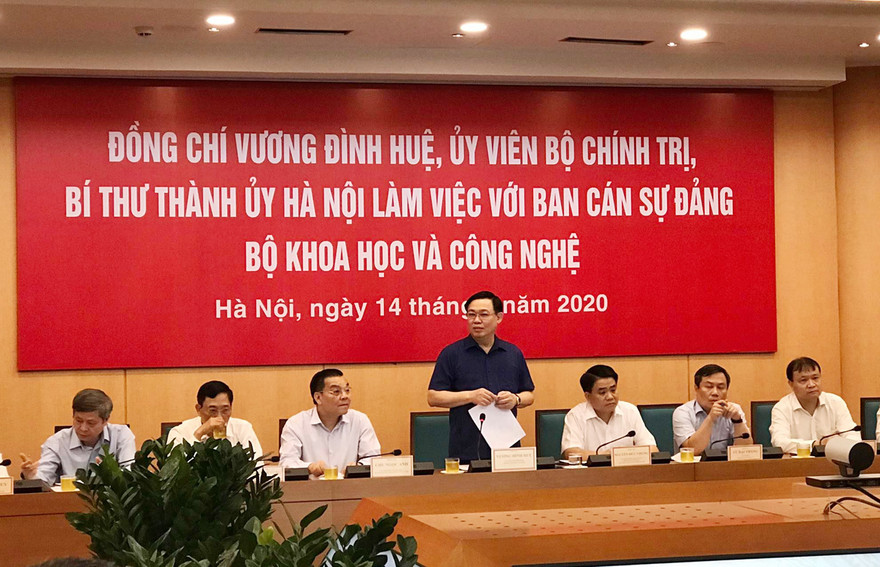 ĐỒNG CHÍ VƯƠNG ĐÌNH HUỆ, ỦY VIÊN BỘ CHÍNH TRỊ,
BÍ THƯ THÀNH ỦY HÀ NỘI LÀM VIỆC VỚI BAN CÁN SỰ ĐẢNG
BỘ KHOA HỌC VÀ CÔNG NGHỆ
Hà Nội, ngày 14 tháng năm 2020